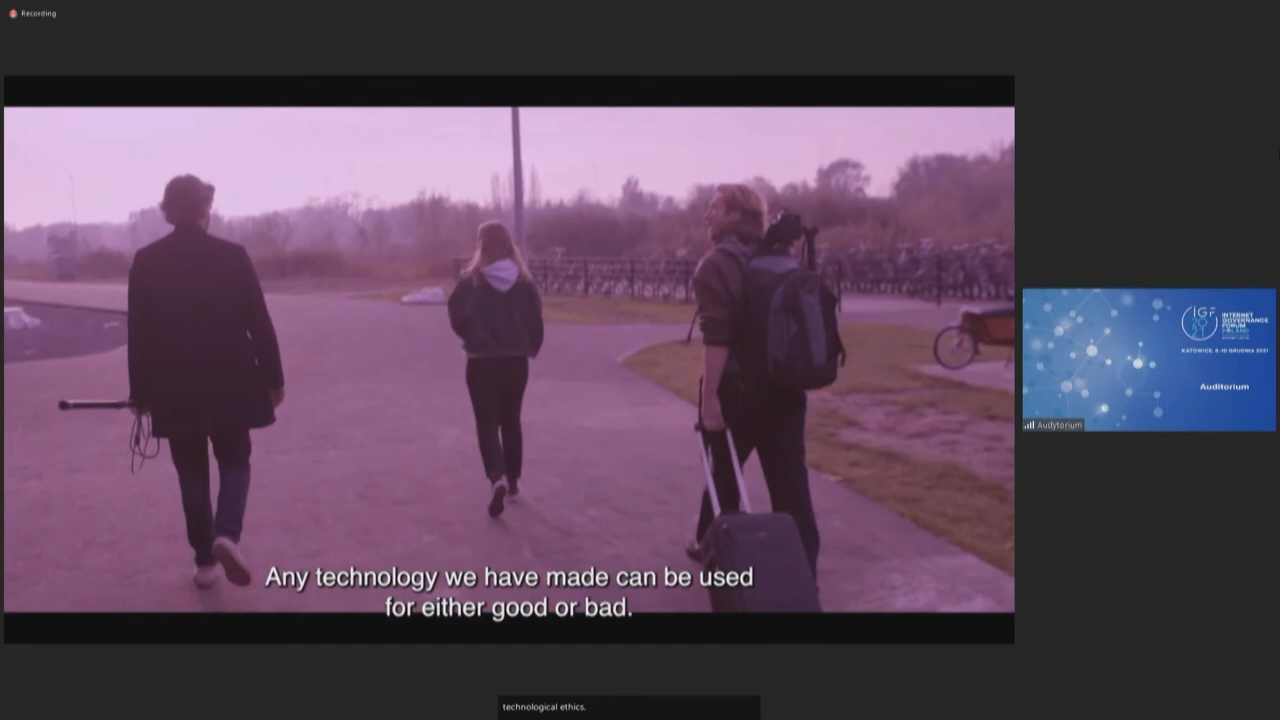 Recording
IGF
INTERNET
GOVERNANCE
FORUM
POLAND
KATOWICE, 6-10 GRUDNIA 2021
Auditorium
Audytorium
Any technology we have made can be used
for either good or bad.
technological ethics.